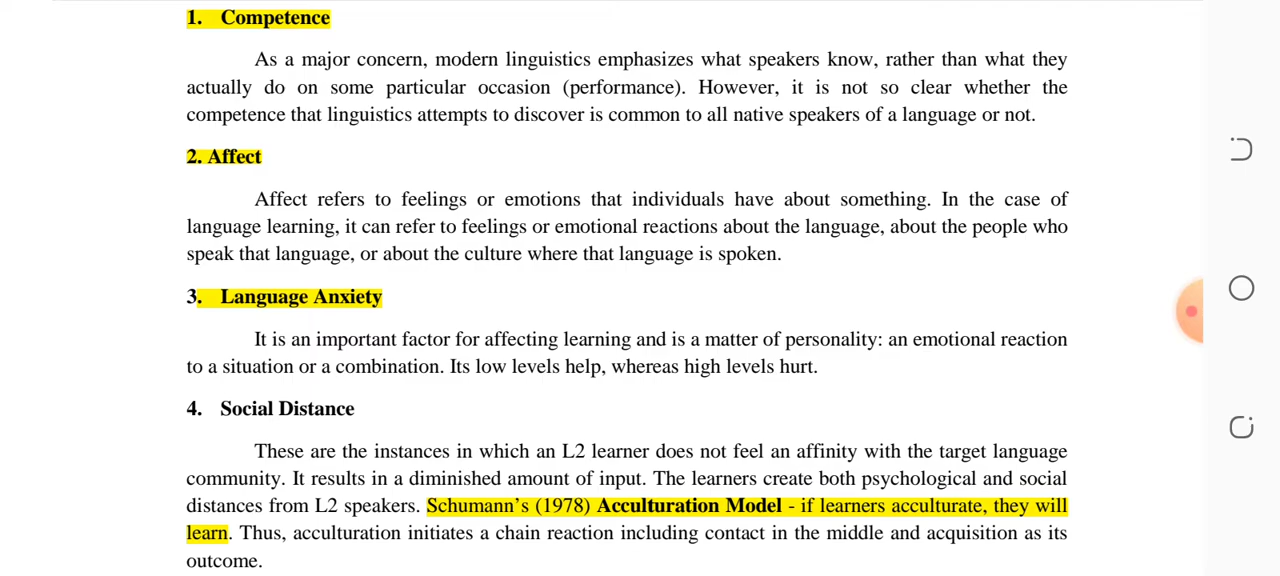 1. Competence
As a major concern, modern linguistics emphasizes what speakers know, rather than what they
actually do on some particular occasion (performance). However, it is not so clear whether the
competence that linguistics attempts to discover is common to all native speakers of a language or not.
2. Affect
Affect refers to feelings or emotions that individuals have about something. In the case of
language learning, it can refer to feelings or emotional reactions about the language, about the people who
speak that language, or about the culture where that language is spoken.
3. Language Anxiety
It is an important factor for affecting learning and is a matter of personality: an emotional reaction
to a situation or a combination. Its low levels help, whereas high levels hurt.
4. Social Distance
These are the instances in which an L2 learner does not feel an affinity with the target language
community. It results in a diminished amount of input. The learners create both psychological and social
distances from L2 speakers. Schumann’s (1978) Acculturation Model - if learners acculturate, they will
learn. Thus, acculturation initiates a chain reaction including contact in the middle and acquisition as its
outcome.